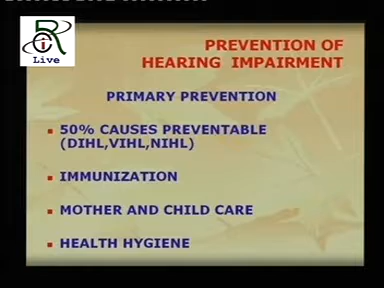 Live
PREVENTION OF
HEARING IMPAIRMENT
PRIMARY PREVENTION
50% CAUSES PREVENTABLE
(DIHL,VIHL,NIHL)
IMMUNIZATION
MOTHER AND CHILD CARE
HEALTH HYGIENE